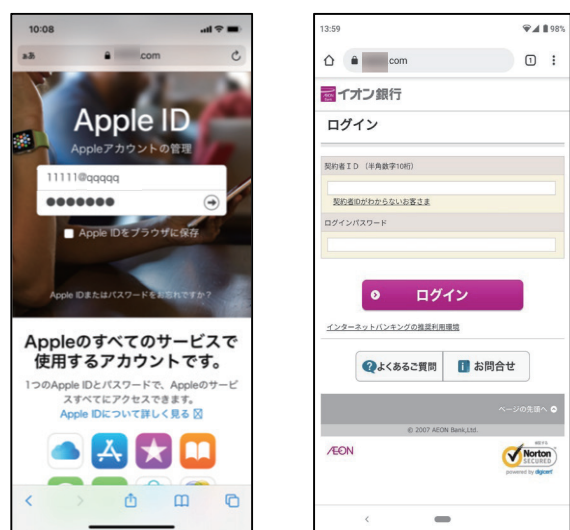 10:08
ああ
com
Apple ID
Appleアカウントの管理
11111@qqqqq
Apple IDをブラウザに保存
Apple IDまたはパスワードをお忘れですか?
Appleのすべてのサービスで
使用するアカウントです。
1つのApple IDとパスワードで、Appleのサービ
スすべてにアクセスできます。
Apple IDについて詳しく見る
13:59
98%
com
1
イオン銀行
ログイン
契約者ID (半角数字10桁)
契約者IDがわからないお客さま
ログインパスワード
ログイン
インターネットバンキングの推奨利用環境
よくあるご質問
お問合せ
ページの先頭へ
© 2007 AEON Bank,Ltd.
ÆON
Norton
SECURED
powered by digicert